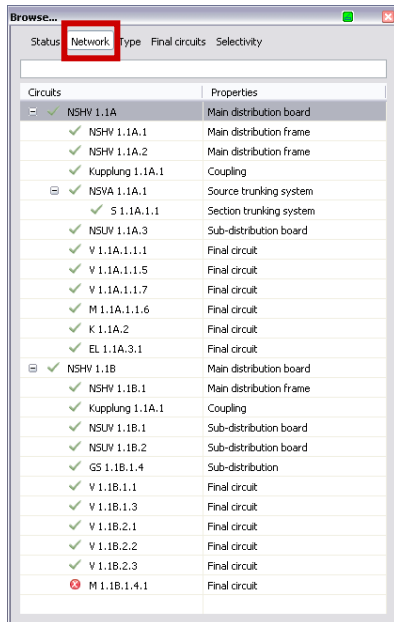 Browse...
Status Network Type Final circuits Selectivity
Circuits Properties
NSHV 1.1A Main distribution board
NSHV 1.1A.1 Main distribution frame
NSHV 1.1A.2 Main distribution frame
Kupplung 1.1A.1 Coupling
NSVA 1.1A.1 Source trunking system
S 1.1A.1.1 Section trunking system
NSUV 1.1A.3 Sub-distribution board
V 1.1A.1.1.1 Final circuit
V 1.1A.1.1.5 Final circuit
V 1.1A.1.1.7 Final circuit
M 1.1A.1.1.6 Final circuit
K 1.1A.2 Final circuit
EL 1.1A.3.1 Final circuit
NSHV 1.1B Main distribution board
NSHV 1.1B.1 Main distribution frame
Kupplung 1.1A.1 Coupling
NSUV 1.1B.1 Sub-distribution board
NSUV 1.1B.2 Sub-distribution board
GS 1.1B.1.4 Sub-distribution
V 1.1B.1.1 Final circuit
V 1.1B.1.3 Final circuit
V 1.1B.2.1 Final circuit
V 1.1B.2.2 Final circuit
V 1.1B.2.3 Final circuit
M 1.1B.1.4.1 Final circuit